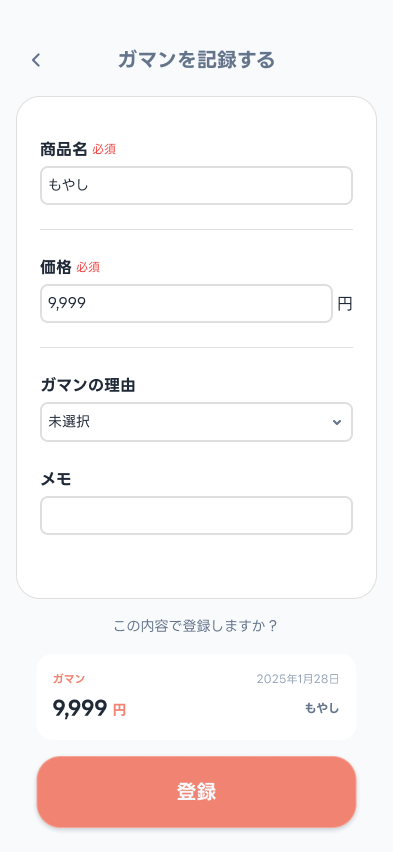 ガマンを記録する
商品名 必須
もやし
価格 必須
9,999 円
ガマンの理由
未選択
メモ
この内容で登録しますか？
ガマン 2025年1月28日
9,999 円 もやし
登録